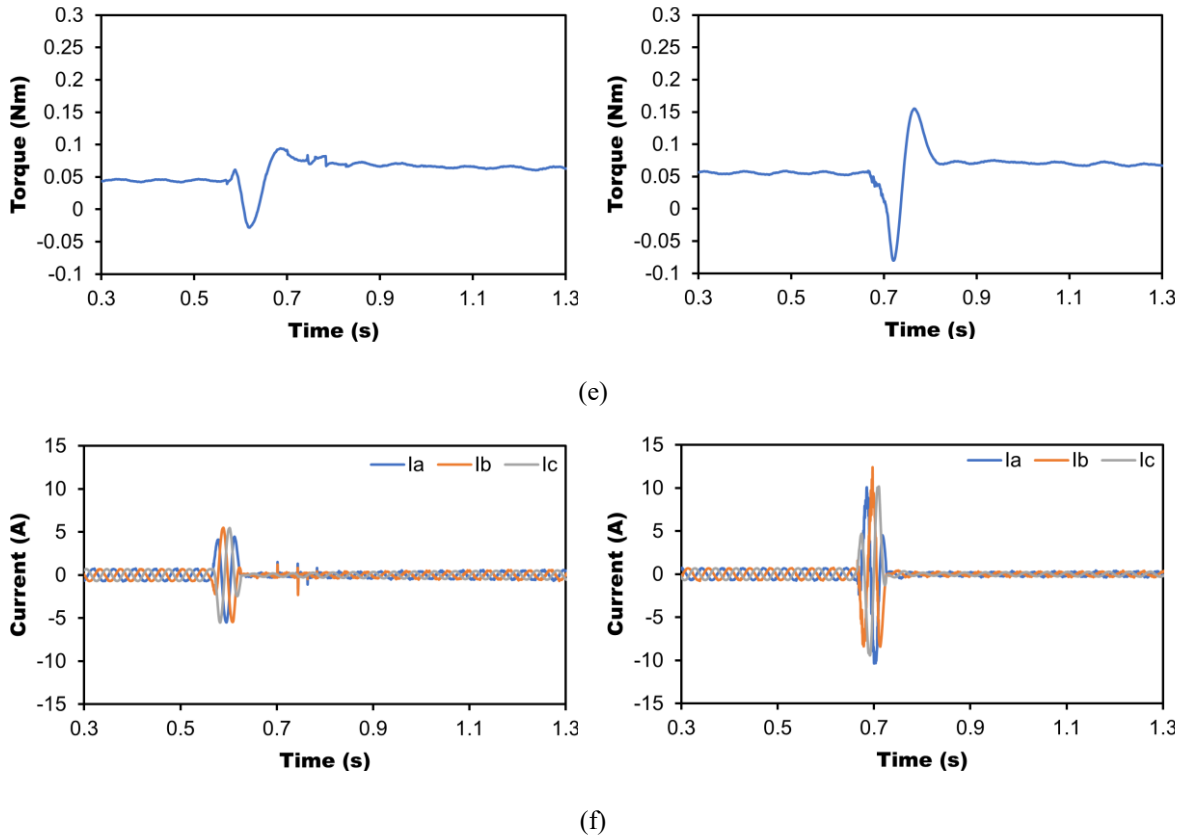 0.3
0.25
0.2
0.15
0.1
0.05
0
-0.05
-0.1
Torque (Nm)
0.3 0.5 0.7 0.9 1.1 1.3
Time (s)
0.3
0.25
0.2
0.15
0.1
0.05
0
-0.05
-0.1
Torque (Nm)
0.3 0.5 0.7 0.9 1.1 1.3
Time (s)
(e)
15
10
5
0
-5
-10
-15
Current (A)
Ia Ib Ic
0.3 0.5 0.7 0.9 1.1 1.3
Time (s)
15
10
5
0
-5
-10
-15
Current (A)
Ia Ib Ic
0.3 0.5 0.7 0.9 1.1 1.3
Time (s)
(f)